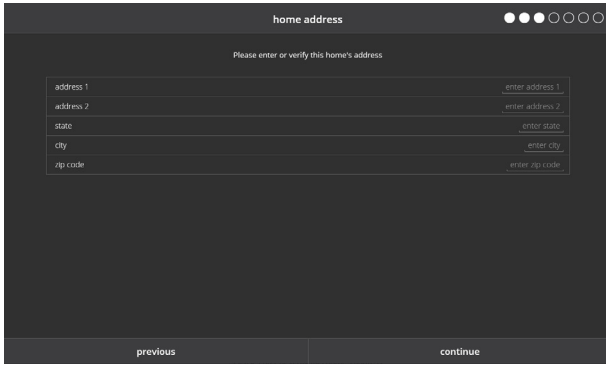 home address
Please enter or verify this home's address
address 1 enter address 1
address 2 enter address 2
state enter state
city enter city
zip code enter zip code
previous continue